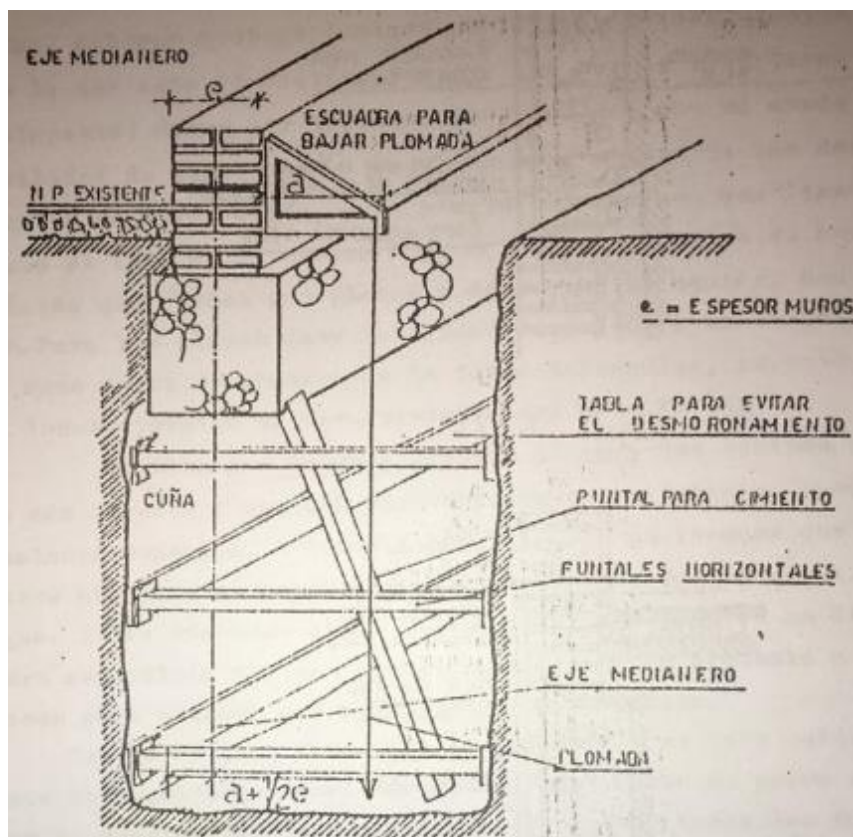 EJE MEDIANERO
e
ESCUADRA PARA
BAJAR PLOMADA
a
N P EXISTENTE
e = ESPESOR MUROS
TABLA PARA EVITAR
EL DESMORONAMIENTO
CUÑA
PUNTAL PARA CIMIENTO
PUNTALES HORIZONTALES
EJE MEDIANERO
PLOMADA
a+1/2e